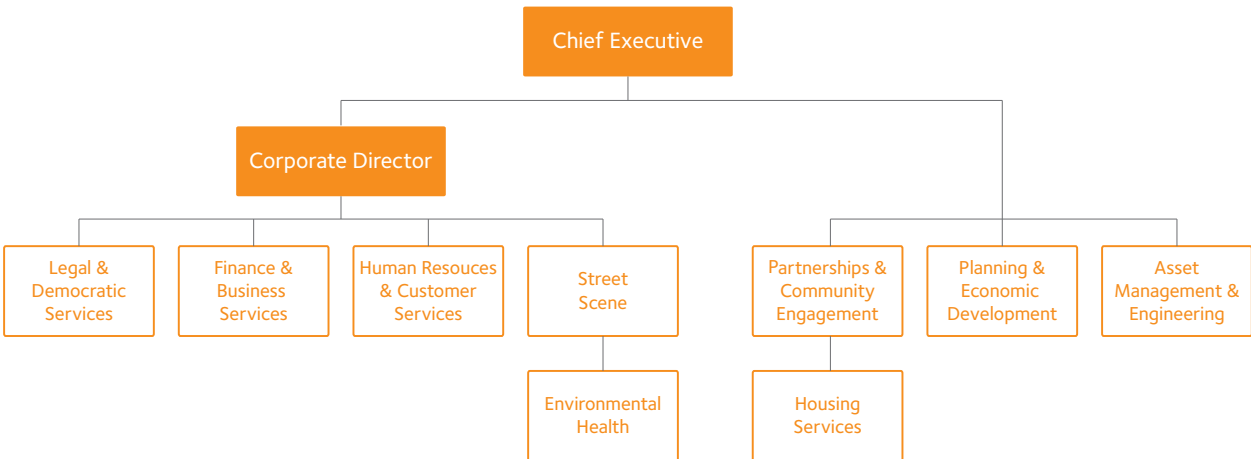 Chief Executive
Corporate Director
Legal &
Democratic
Services
Finance &
Business
Services
Human Resouces
& Customer
Services
Street
Scene
Partnerships &
Community
Engagement
Planning &
Economic
Development
Asset
Management &
Engineering
Environmental
Health
Housing
Services